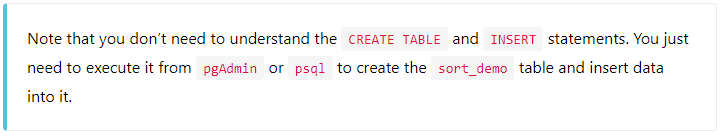 Note that you don’t need to understand the CREATE TABLE and INSERT statements. You just
need to execute it from pgAdmin or psql to create the sort_demo table and insert data
into it.